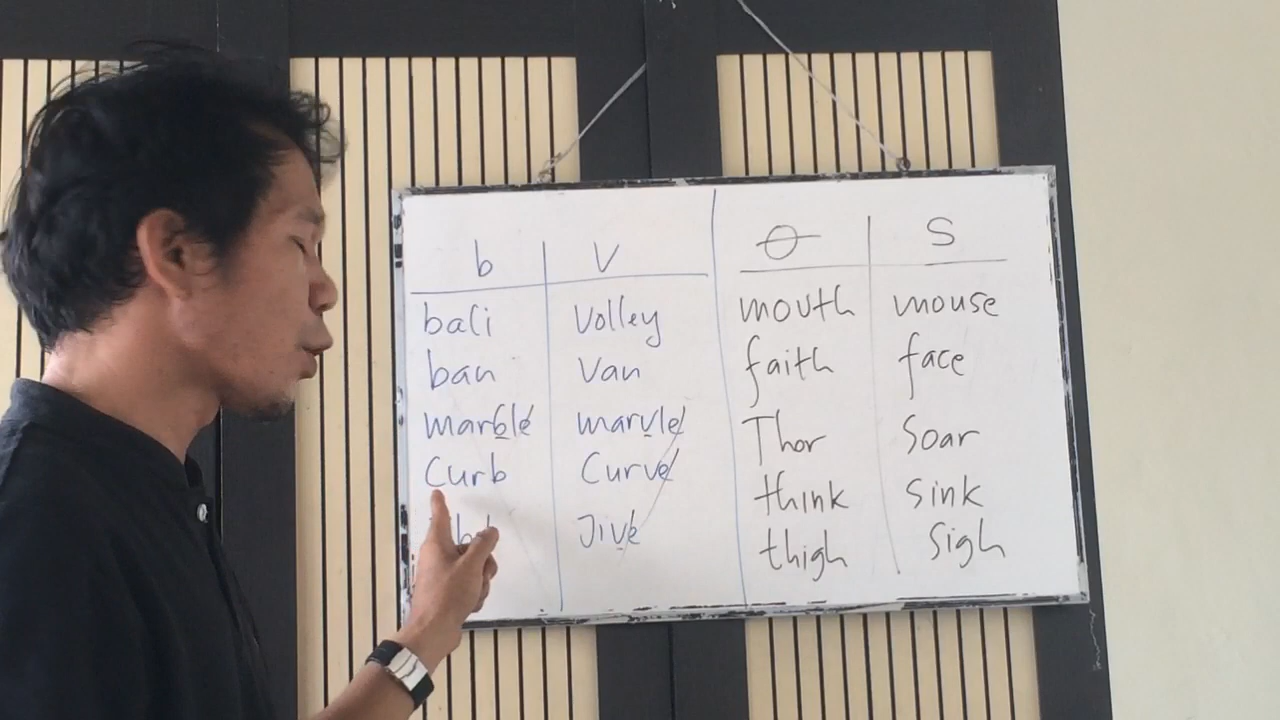 b V θ S
bali Volley mouth mouse
ban Van faith face
marble marvle Thor Soar
Curb Curve think Sink
Jive thigh Sigh